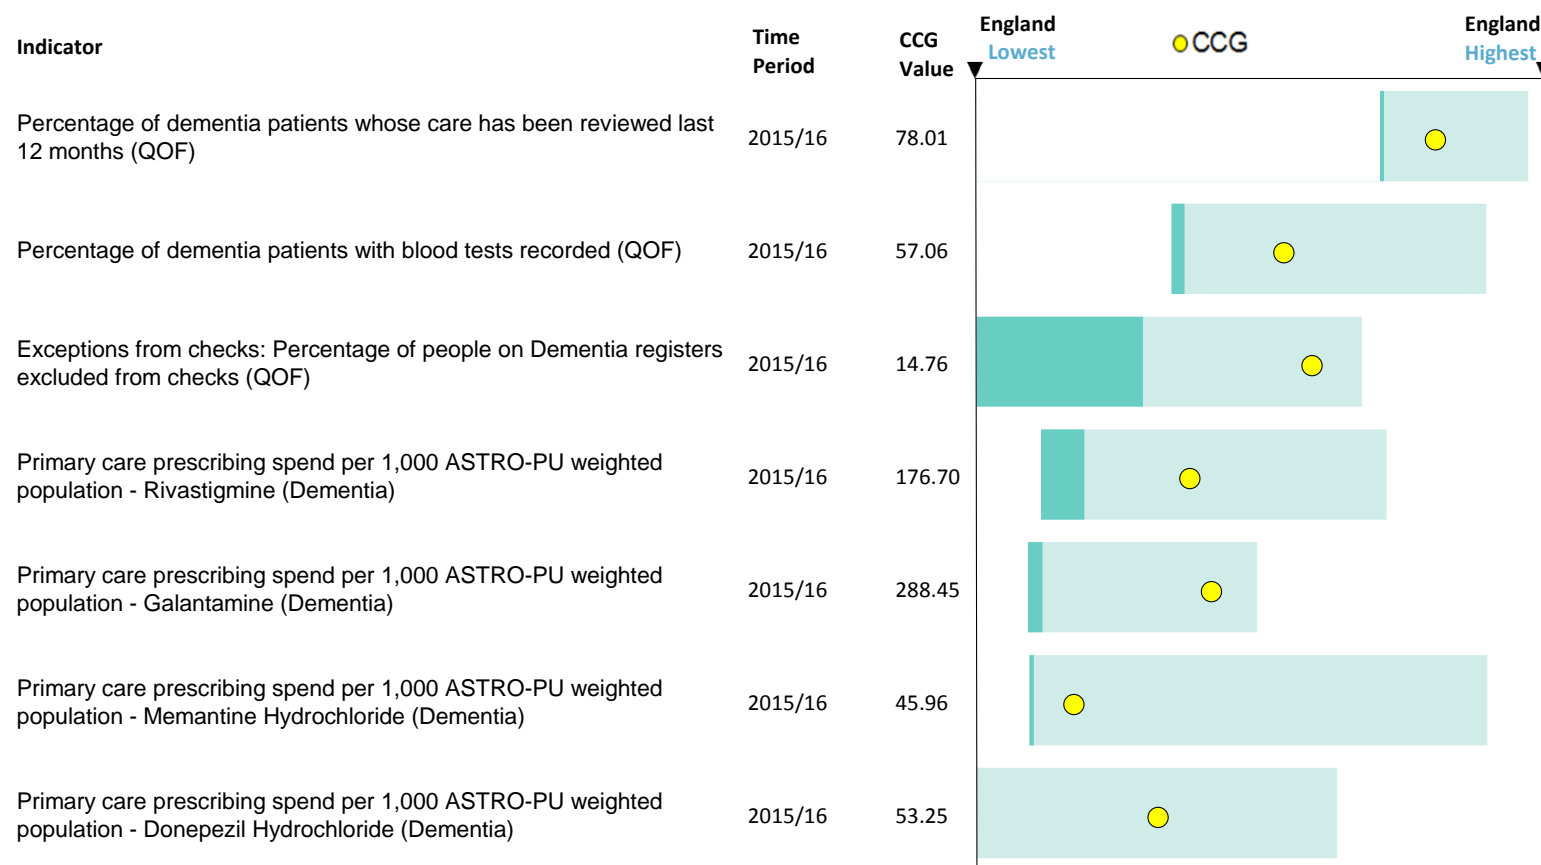 Indicator
Time
Period
CCG
Value
England
Lowest
CCG
England
Highest
Percentage of dementia patients whose care has been reviewed last
12 months (QOF)
2015/16
78.01
Percentage of dementia patients with blood tests recorded (QOF)
2015/16
57.06
Exceptions from checks: Percentage of people on Dementia registers
excluded from checks (QOF)
2015/16
14.76
Primary care prescribing spend per 1,000 ASTRO-PU weighted
population - Rivastigmine (Dementia)
2015/16
176.70
Primary care prescribing spend per 1,000 ASTRO-PU weighted
population - Galantamine (Dementia)
2015/16
288.45
Primary care prescribing spend per 1,000 ASTRO-PU weighted
population - Memantine Hydrochloride (Dementia)
2015/16
45.96
Primary care prescribing spend per 1,000 ASTRO-PU weighted
population - Donepezil Hydrochloride (Dementia)
2015/16
53.25